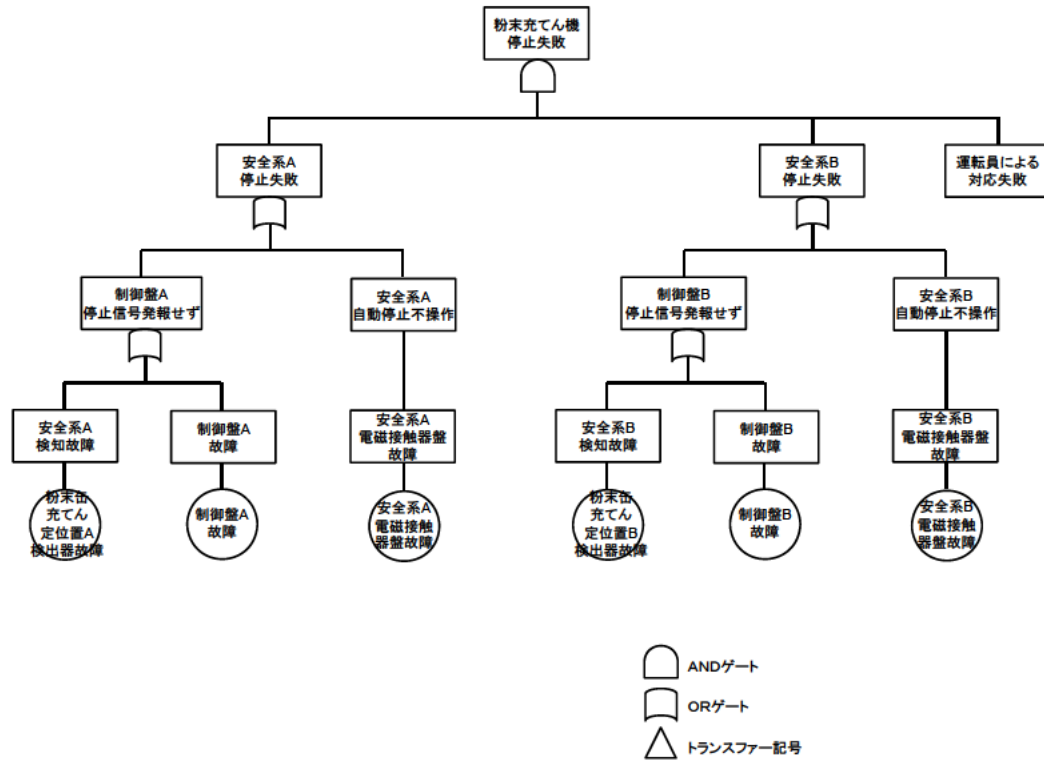 粉末充てん機
停止失敗
安全系A
停止失敗
安全系B
停止失敗
運転員による
対応失敗
制御盤A
停止信号発報せず
安全系A
自動停止不操作
制御盤B
停止信号発報せず
安全系B
自動停止不操作
安全系A
検知故障
制御盤A
故障
安全系A
電磁接触器盤
故障
安全系B
検知故障
制御盤B
故障
安全系B
電磁接触器盤
故障
粉末缶
充てん
定位置A
検出器故障
制御盤A
故障
安全系A
電磁接触
器盤故障
粉末缶
充てん
定位置B
検出器故障
制御盤B
故障
安全系B
電磁接触
器盤故障
ANDゲート
ORゲート
トランスファー記号